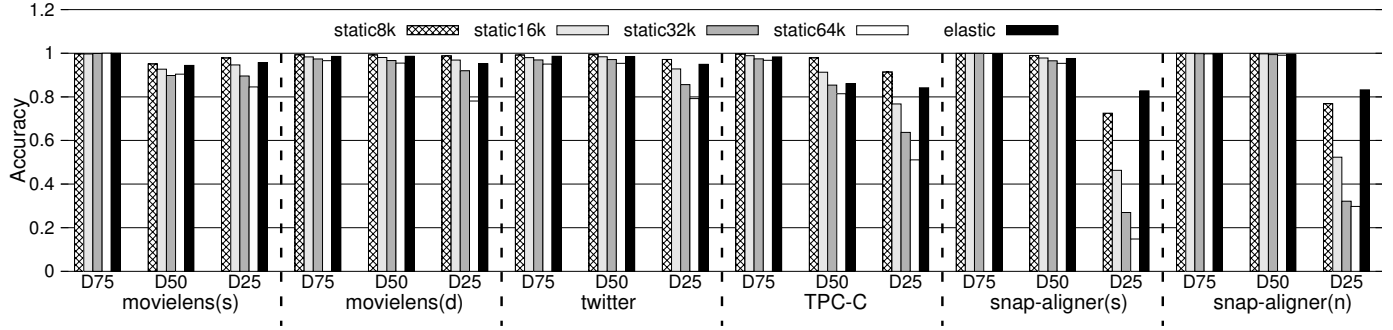 1.2
static8k static16k static32k static64k elastic
1
0.8
0.6
0.4
0.2
0
Accuracy
D75 D50 D25 D75 D50 D25 D75 D50 D25 D75 D50 D25 D75 D50 D25 D75 D50 D25
movielens(s) movielens(d) twitter TPC-C snap-aligner(s) snap-aligner(n)